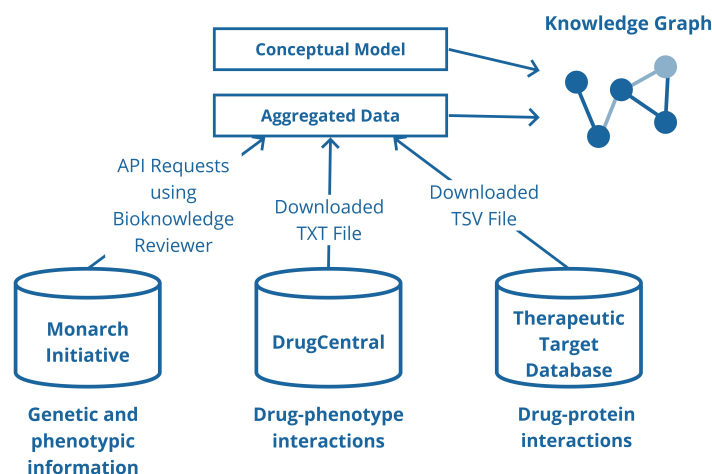 Knowledge Graph
Conceptual Model
Aggregated Data
API Requests
using
Bioknowledge
Reviewer
Downloaded
TXT File
Downloaded
TSV File
Monarch
Initiative
DrugCentral
Therapeutic
Target
Database
Genetic and
phenotypic
information
Drug-phenotype
interactions
Drug-protein
interactions